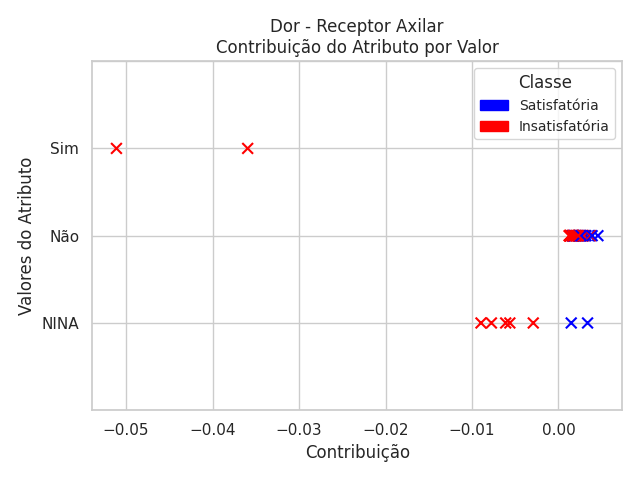 Dor - Receptor Axilar
Contribuição do Atributo por Valor
Classe
Satisfatória
Insatisfatória
Valores do Atributo
Sim
Não
NINA
−0.05 −0.04 −0.03 −0.02 −0.01 0.00
Contribuição